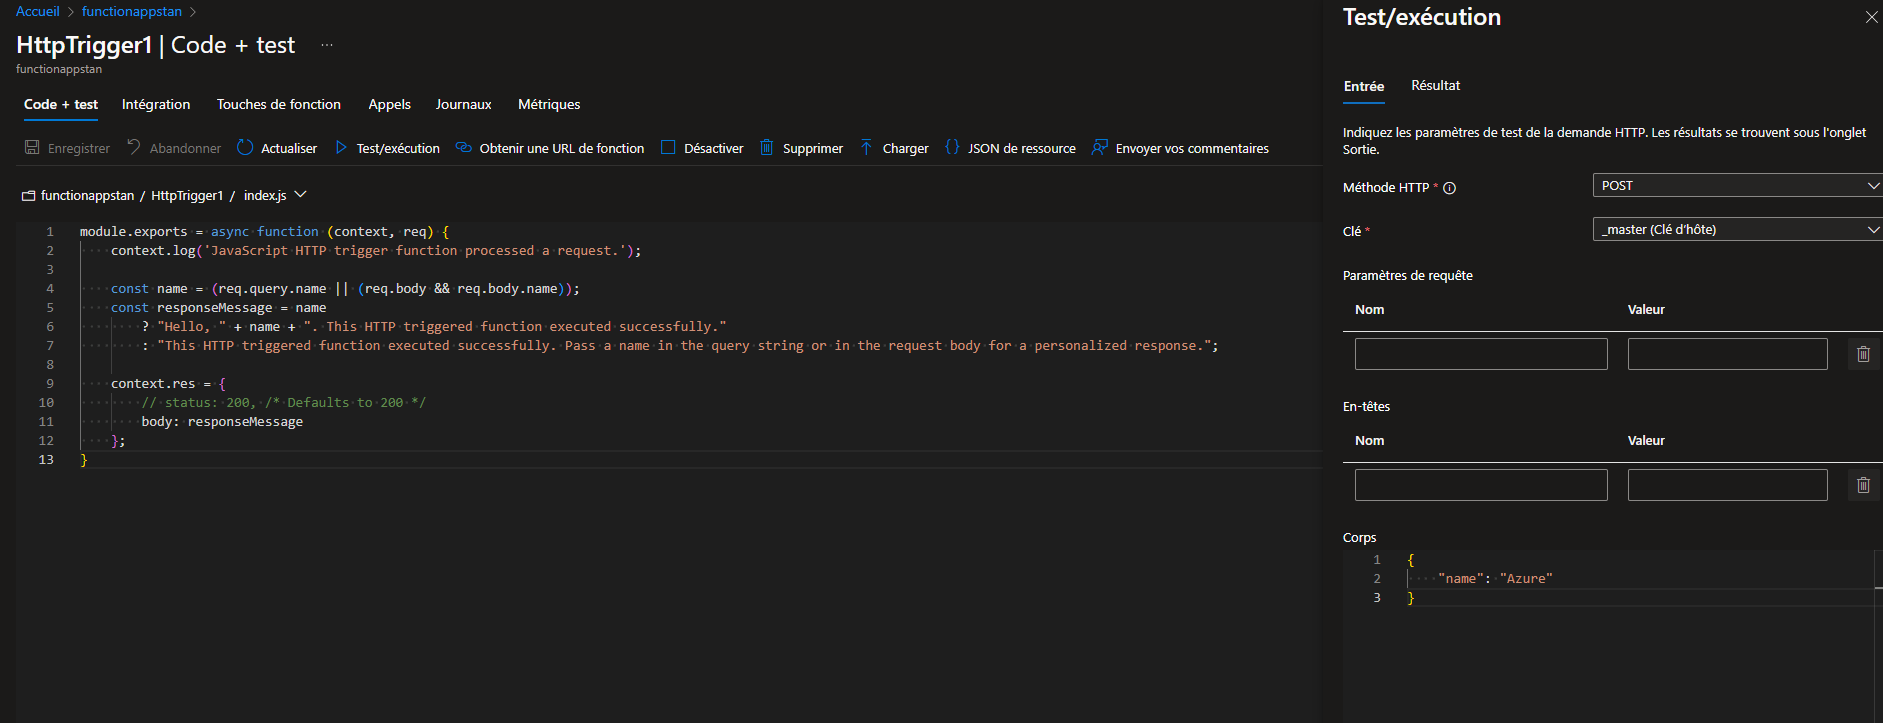 Accueil > functionappstan >
HttpTrigger1 | Code + test ...
functionappstan
Code + test Intégration Touches de fonction Appels Journaux Métriques
Enregistrer Abandonner Actualiser Test/exécution Obtenir une URL de fonction Désactiver Supprimer Charger {} JSON de ressource Envoyer vos commentaires
functionappstan / HttpTrigger1 / index.js
1 module.exports = async function (context, req) {
2 context.log('JavaScript HTTP trigger function processed a request.');
3
4 const name = (req.query.name || (req.body && req.body.name));
5 const responseMessage = name
6 ? "Hello, " + name + ". This HTTP triggered function executed successfully."
7 : "This HTTP triggered function executed successfully. Pass a name in the query string or in the request body for a personalized response.";
8
9 context.res = {
10 // status: 200, /* Defaults to 200 */
11 body: responseMessage
12 };
13 }
Test/exécution
Entrée Résultat
Indiquez les paramètres de test de la demande HTTP. Les résultats se trouvent sous l'onglet
Sortie.
Méthode HTTP * POST
Clé * _master (Clé d'hôte)
Paramètres de requête
Nom Valeur
En-têtes
Nom Valeur
Corps
1 {
2 "name": "Azure"
3 }